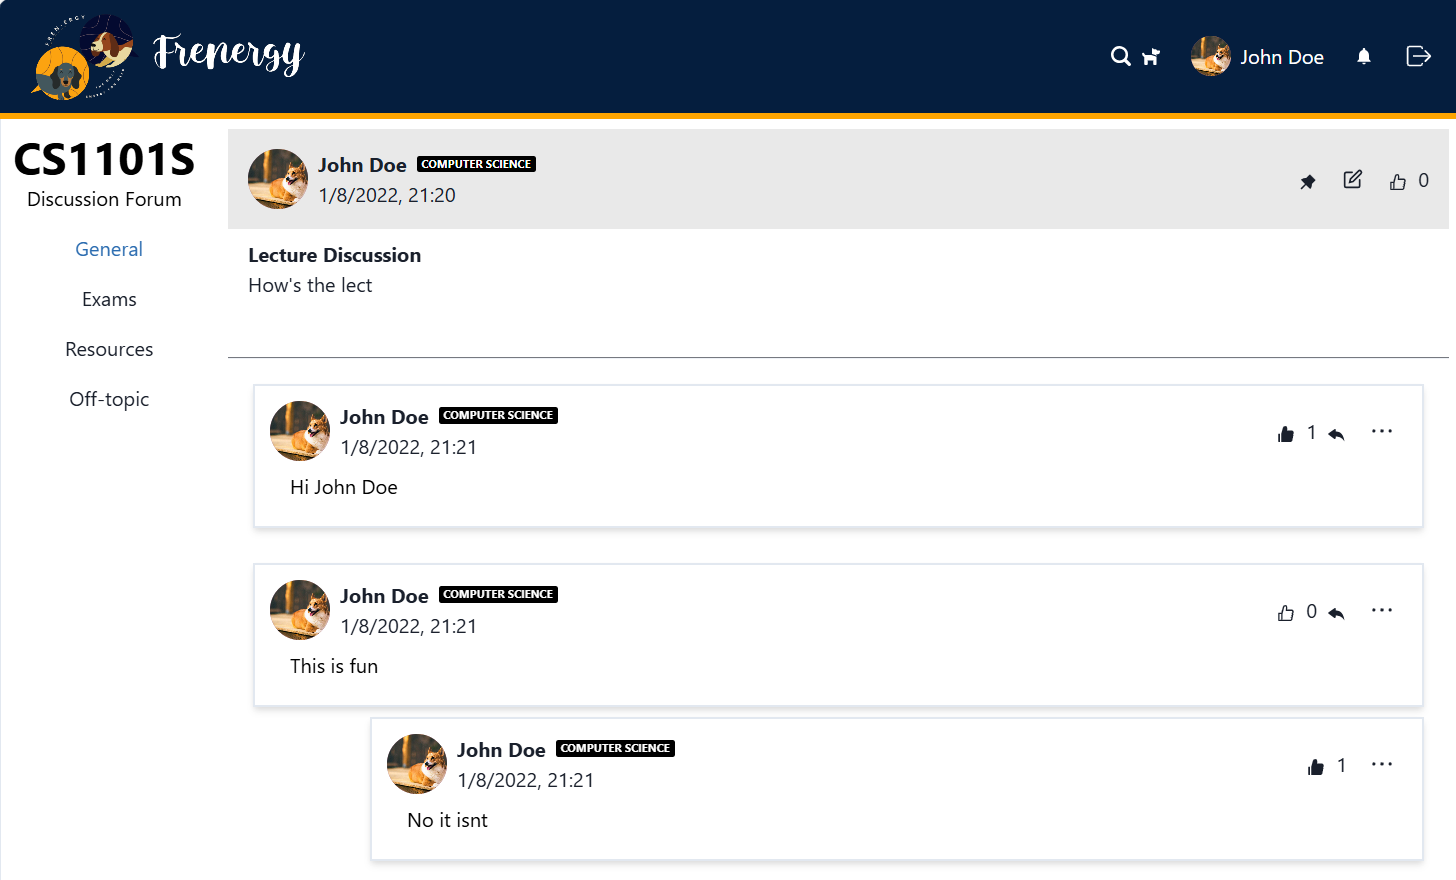 Frenergy
John Doe
CS1101S
Discussion Forum
General
Exams
Resources
Off-topic
John Doe COMPUTER SCIENCE
1/8/2022, 21:20
0
Lecture Discussion
How's the lect
John Doe COMPUTER SCIENCE
1/8/2022, 21:21
1
Hi John Doe
John Doe COMPUTER SCIENCE
1/8/2022, 21:21
0
This is fun
John Doe COMPUTER SCIENCE
1/8/2022, 21:21
1
No it isnt